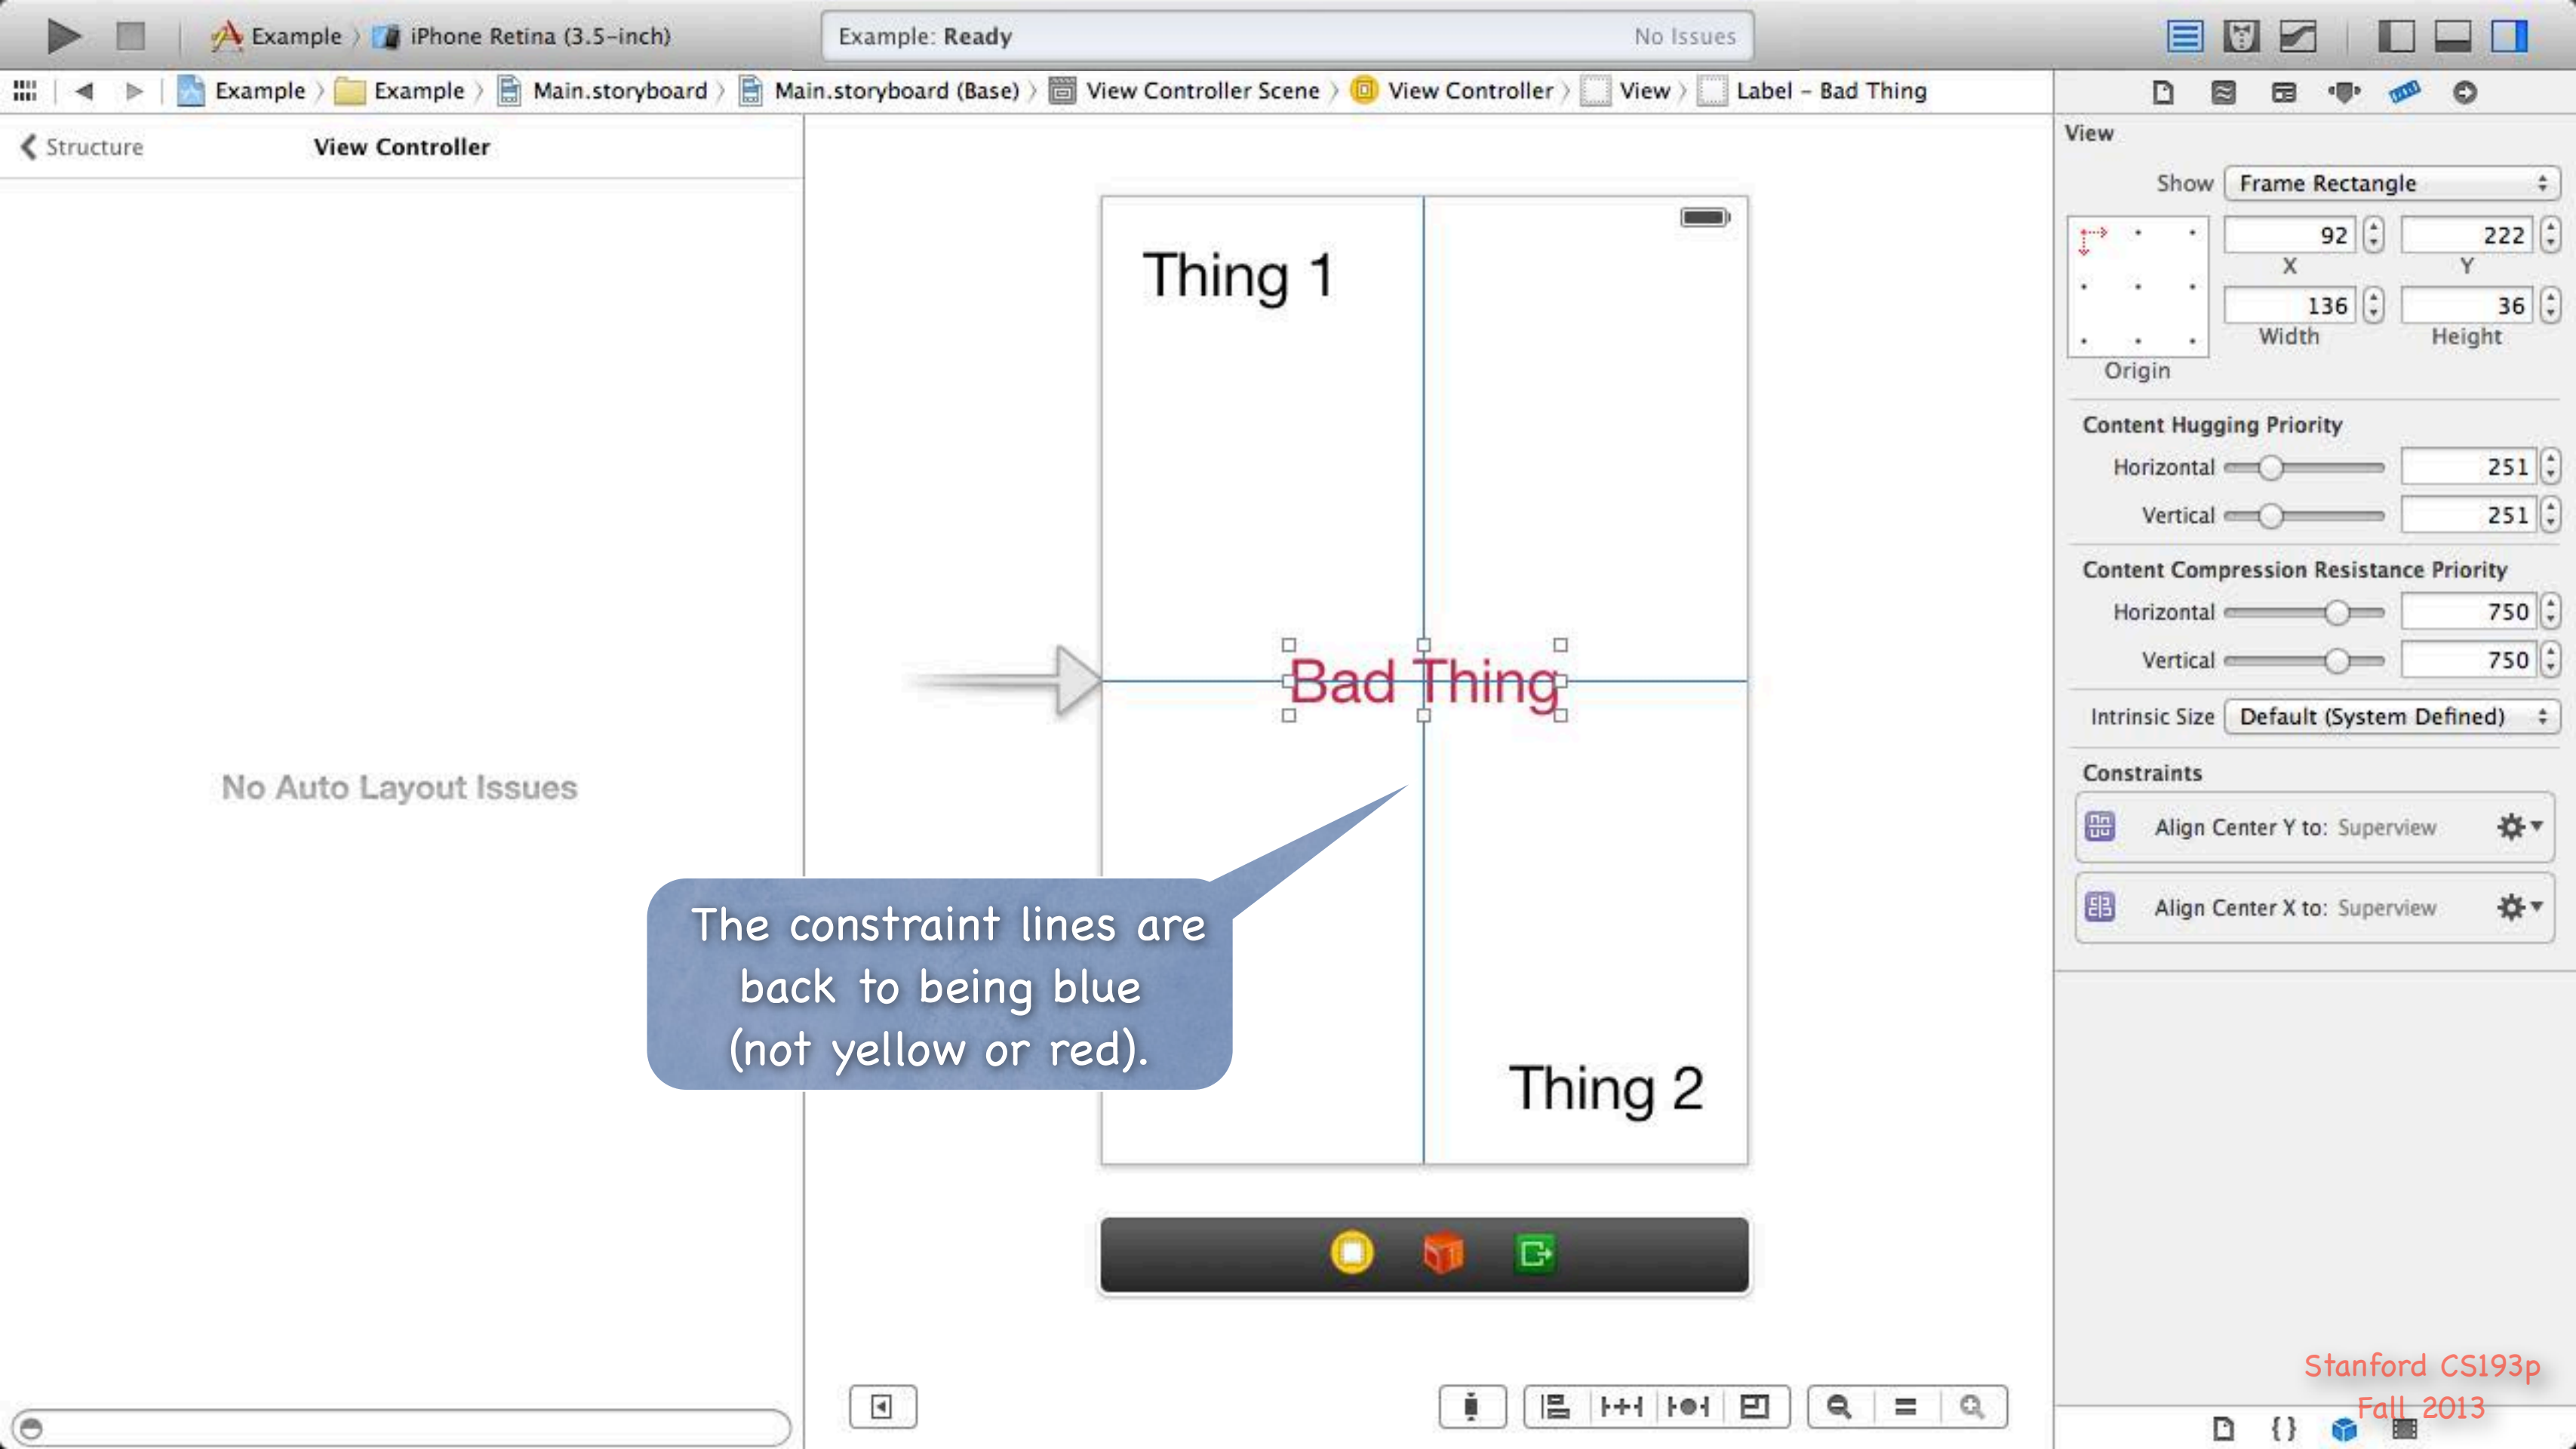 Example iPhone Retina (3.5-inch)
Example: Ready No Issues
Example Example Main.storyboard Main.storyboard (Base) View Controller Scene View Controller View Label – Bad Thing
Structure View Controller
No Auto Layout Issues
Thing 1
Bad Thing
Thing 2
The constraint lines are
back to being blue
(not yellow or red).
View
Show Frame Rectangle
92 222
X Y
136 36
Width Height
Origin
Content Hugging Priority
Horizontal 251
Vertical 251
Content Compression Resistance Priority
Horizontal 750
Vertical 750
Intrinsic Size Default (System Defined)
Constraints
Align Center Y to: Superview
Align Center X to: Superview
Stanford CS193p
Fall 2013